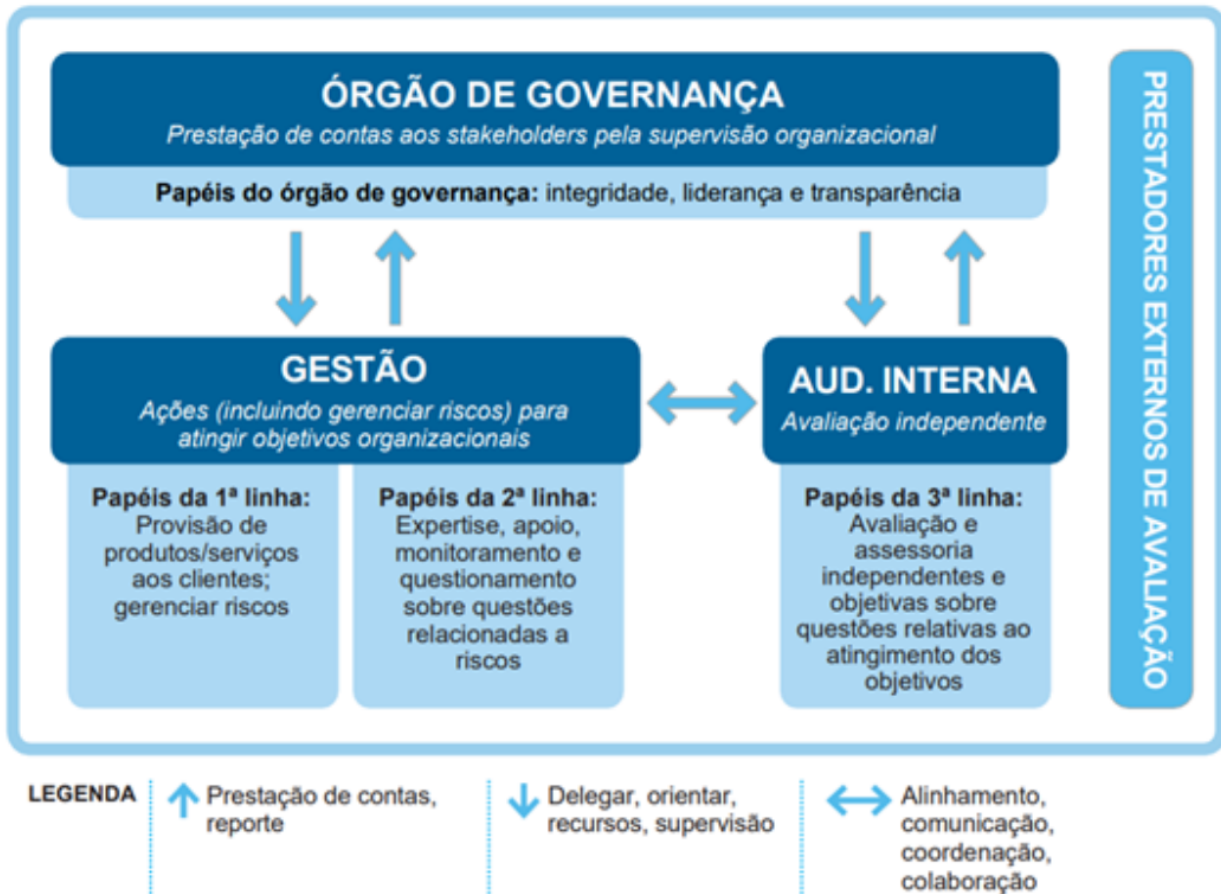 ÓRGÃO DE GOVERNANÇA
Prestação de contas aos stakeholders pela supervisão organizacional
Papéis do órgão de governança: integridade, liderança e transparência
GESTÃO
Ações (incluindo gerenciar riscos) para
atingir objetivos organizacionais
Papéis da 1ª linha:
Provisão de
produtos/serviços
aos clientes;
gerenciar riscos
Papéis da 2ª linha:
Expertise, apoio,
monitoramento e
questionamento
sobre questões
relacionadas a
riscos
AUD. INTERNA
Avaliação independente
Papéis da 3ª linha:
Avaliação e
assessoria
independentes e
objetivas sobre
questões relativas ao
atingimento dos
objetivos
PRESTADORES EXTERNOS DE AVALIAÇÃO
LEGENDA
Prestação de contas,
reporte
Delegar, orientar,
recursos, supervisão
Alinhamento,
comunicação,
coordenação,
colaboração